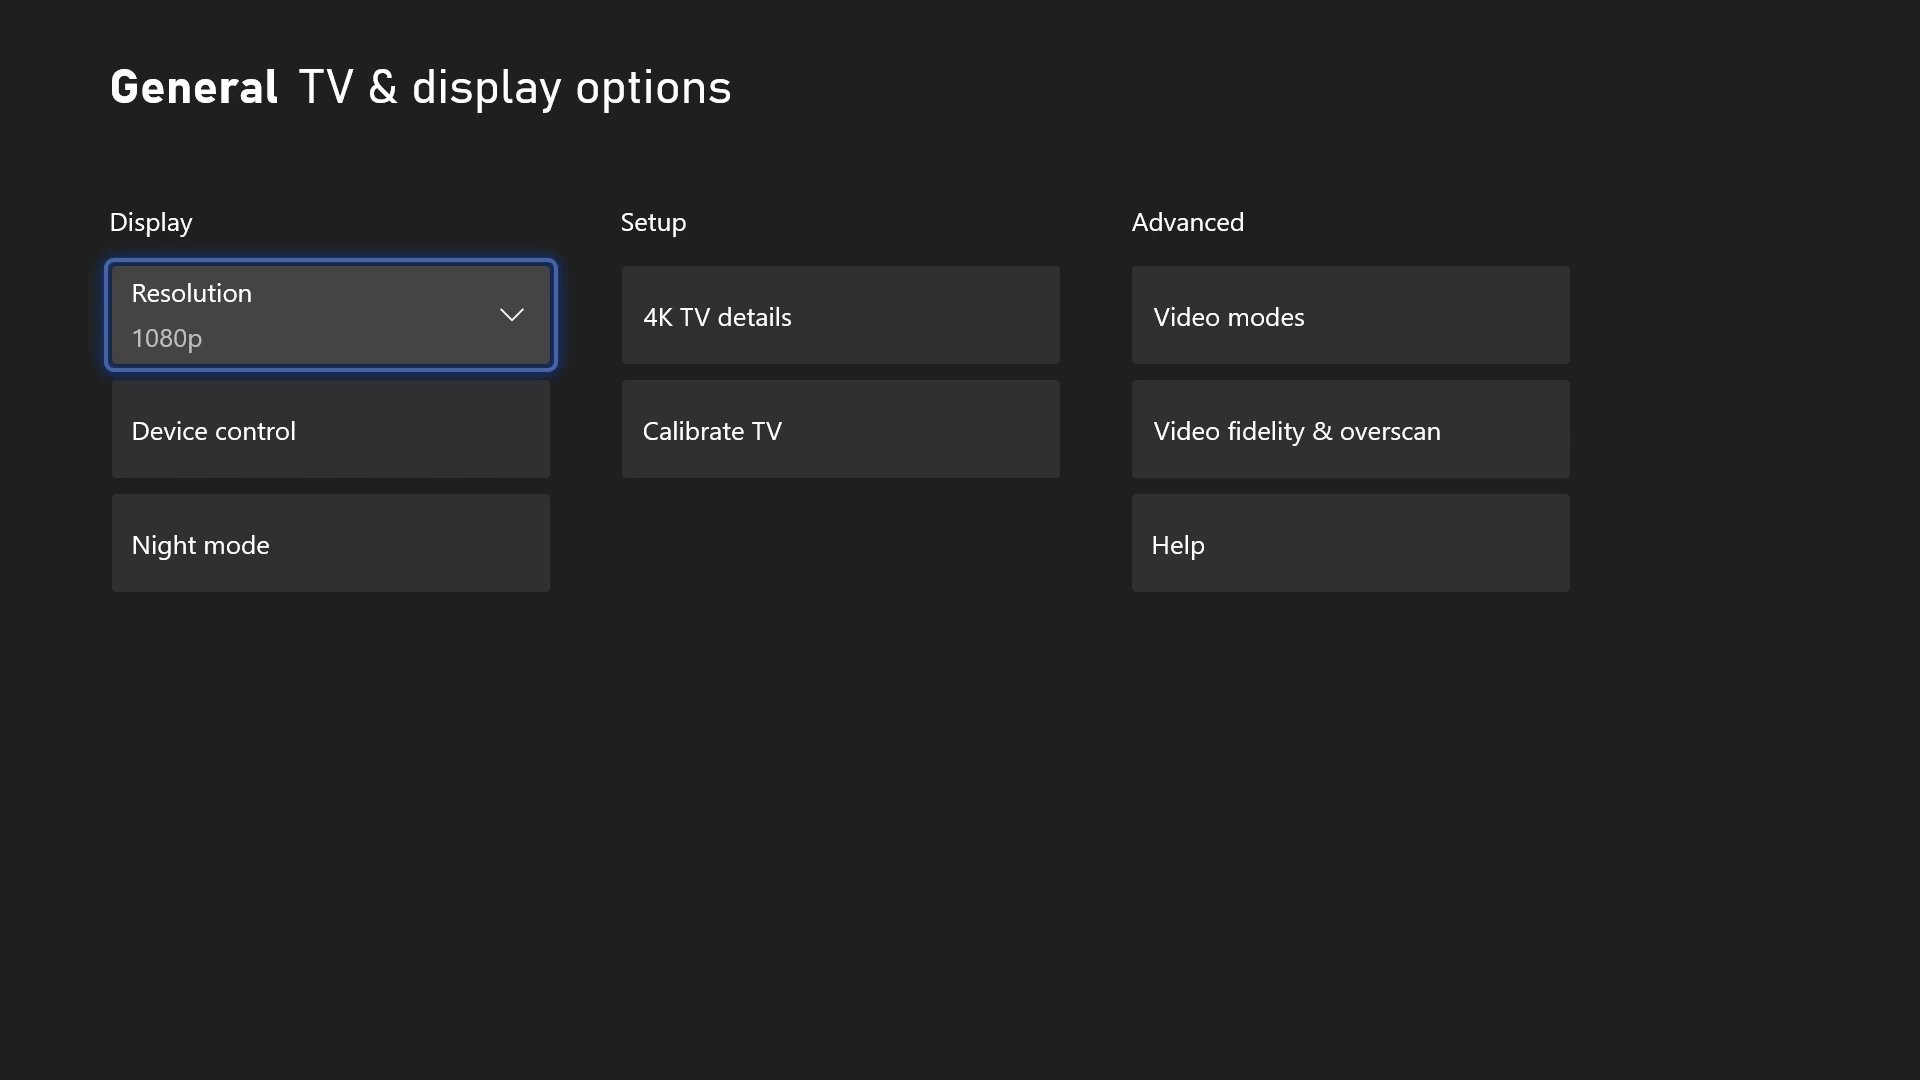 General TV & display options
Display
Resolution
1080p
Device control
Night mode
Setup
4K TV details
Calibrate TV
Advanced
Video modes
Video fidelity & overscan
Help